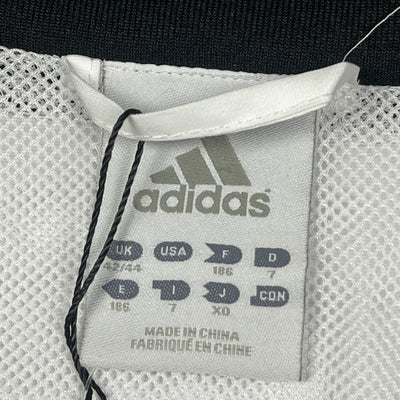 adidas
UK USA F D
42/44 186 7
E I J CDN
186 7 XO
MADE IN CHINA
FABRIQUÉ EN CHINE